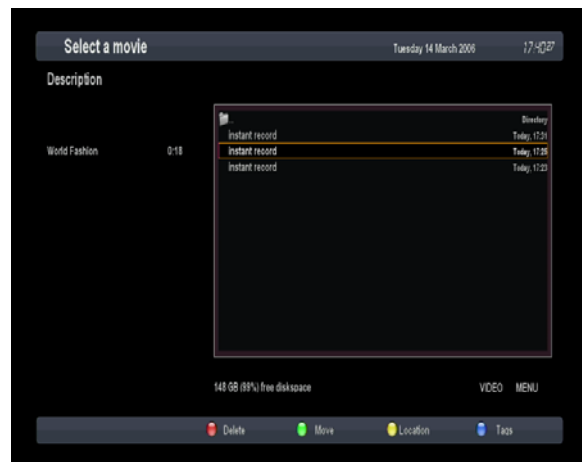 Select a movie Tuesday 14 March 2006 17:40:27
Description
.. Directory
instant record Today, 17:31
World Fashion 0:18 instant record Today, 17:25
instant record Today, 17:23
148 GB (99%) free diskspace VIDEO MENU
Delete Move Location Tags